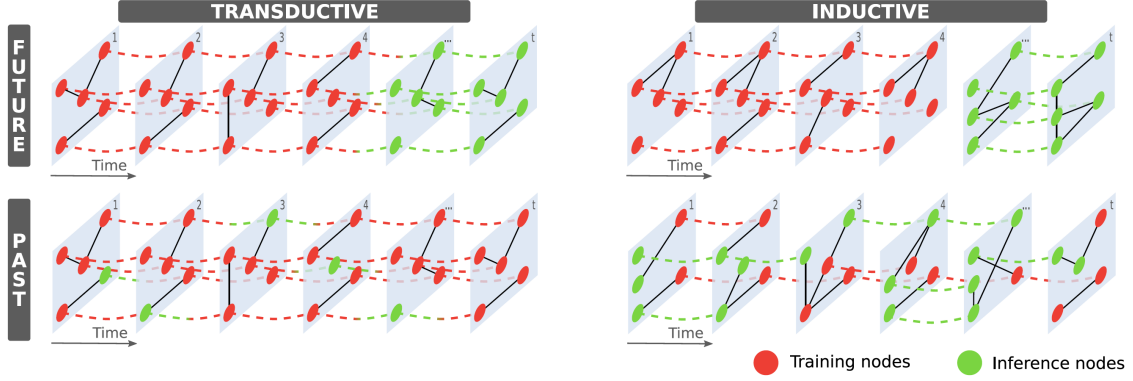 TRANSDUCTIVE
INDUCTIVE
FUTURE
1 2 3 4 ... t
Time
1 2 3 4 ... t
Time
PAST
1 2 3 4 ... t
Time
1 2 3 4 ... t
Time
Training nodes
Inference nodes